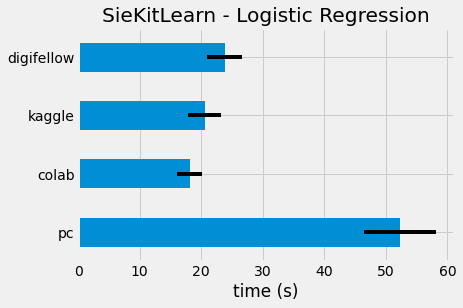 SieKitLearn - Logistic Regression
digifellow
kaggle
colab
pc
0 10 20 30 40 50 60
time (s)